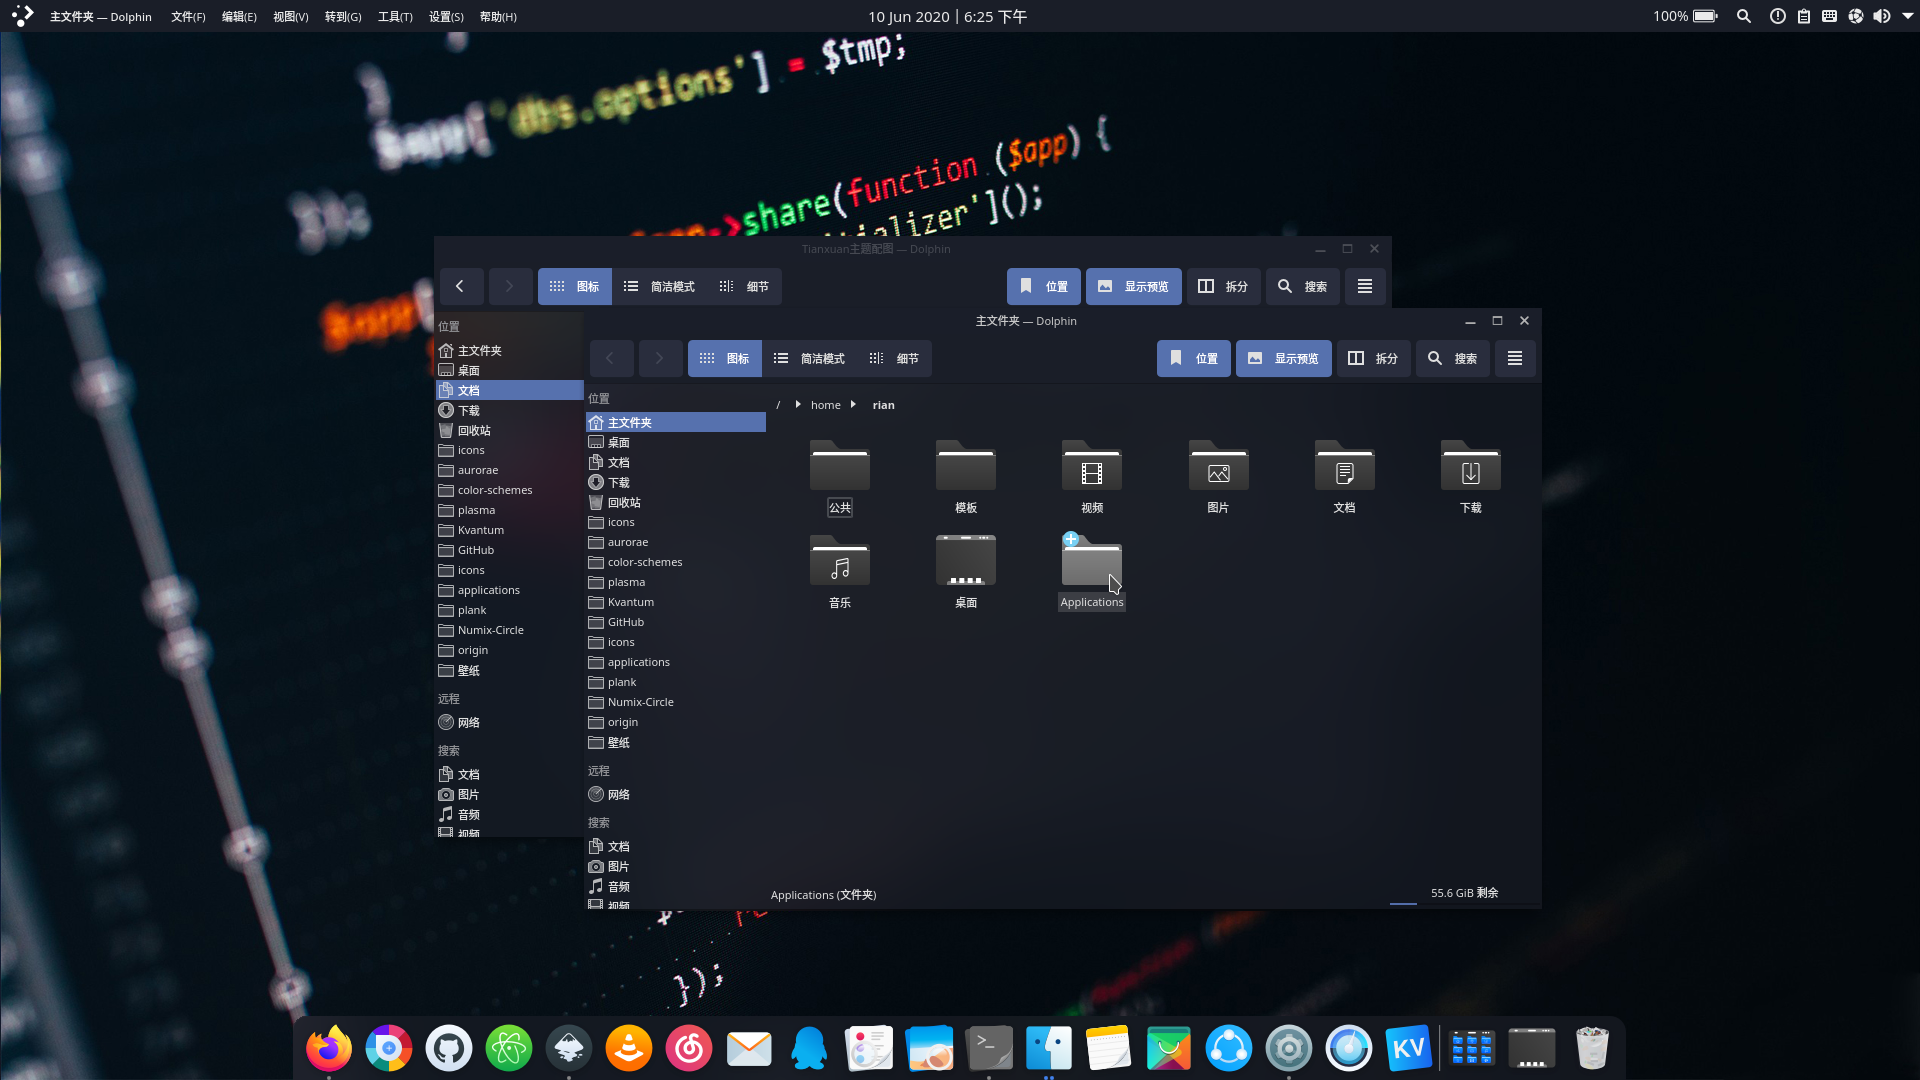 主文件夹 — Dolphin 文件(F) 编辑(E) 视图(V) 转到(G) 工具(T) 设置(S) 帮助(H)
10 Jun 2020 | 6:25 下午
100%
$tmp;
$app['dbs.options'] = $tmp;
->share(function ($app) {
ializer']();
Tianxuan主题配图 — Dolphin
图标 简洁模式 细节 位置 显示预览 拆分 搜索
位置
主文件夹
桌面
文档
下载
回收站
icons
aurorae
color-schemes
plasma
Kvantum
GitHub
icons
applications
plank
Numix-Circle
origin
壁纸
远程
网络
搜索
文档
图片
音频
视频
主文件夹 — Dolphin
图标 简洁模式 细节 位置 显示预览 拆分 搜索
位置
主文件夹
桌面
文档
下载
回收站
icons
aurorae
color-schemes
plasma
Kvantum
GitHub
icons
applications
plank
Numix-Circle
origin
壁纸
远程
网络
搜索
文档
图片
音频
视频
/ home rian
公共 模板 视频 图片 文档 下载
音乐 桌面 Applications
Applications (文件夹)
55.6 GiB 剩余
});
>_
KV